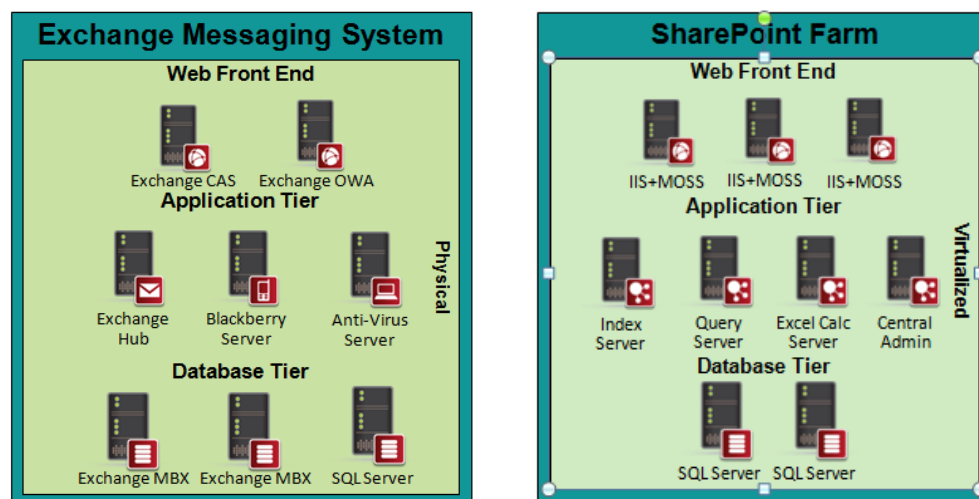 Exchange Messaging System
Web Front End
Exchange CAS
Exchange OWA
Application Tier
Exchange
Hub
Blackberry
Server
Anti-Virus
Server
Physical
Database Tier
Exchange MBX
Exchange MBX
SQL Server
SharePoint Farm
Web Front End
IIS+MOSS
IIS+MOSS
IIS+MOSS
Application Tier
Index
Server
Query
Server
Excel Calc
Server
Central
Admin
Virtualized
Database Tier
SQL Server
SQL Server